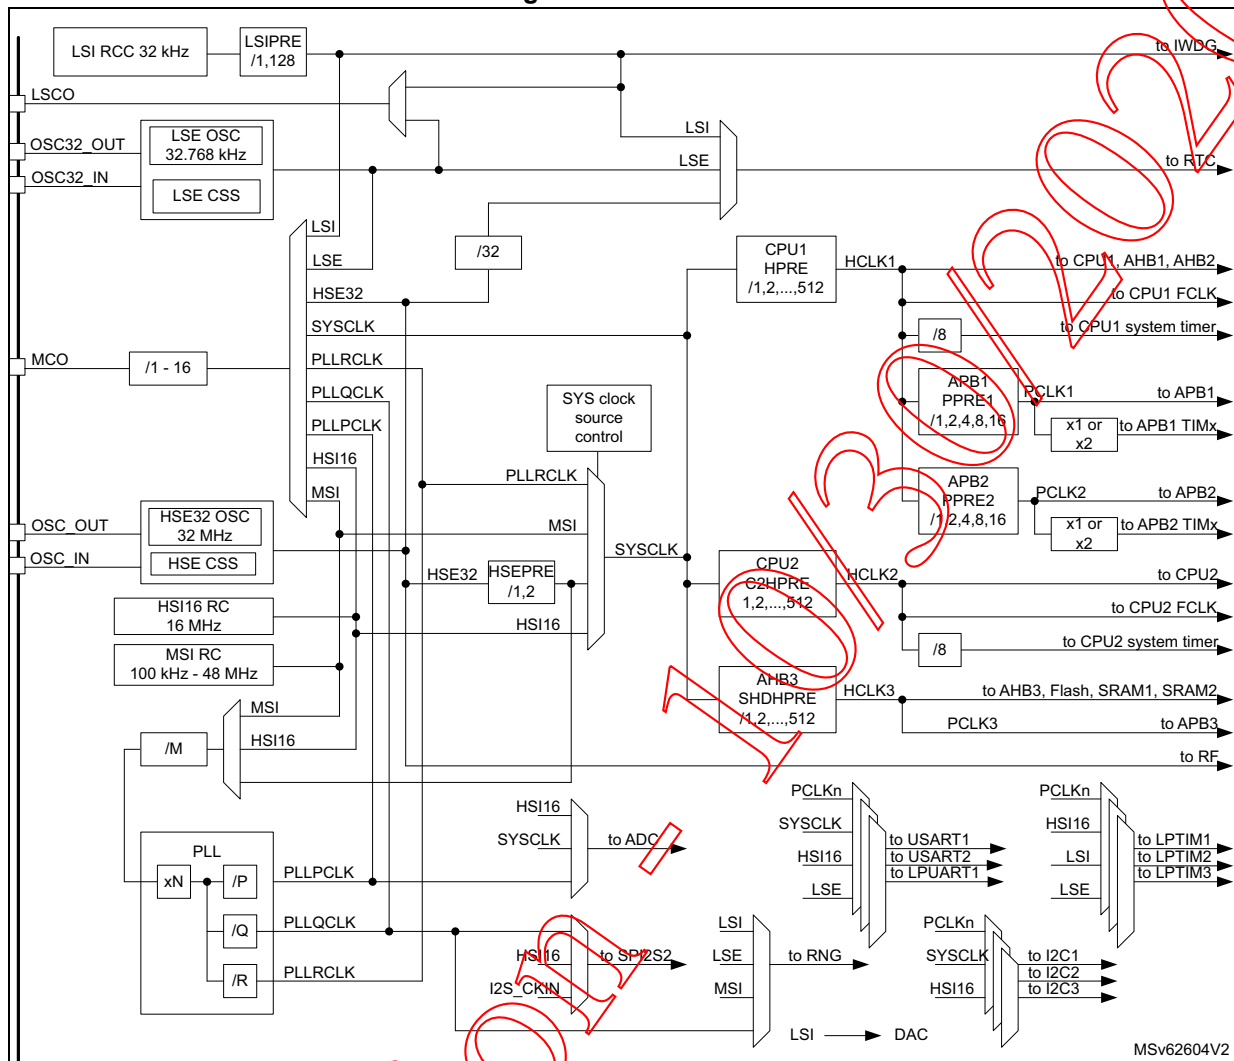 LSI RCC 32 kHz
LSIPRE
/1,128
to IWDG
LSCO
OSC32_OUT
LSE OSC
32.768 kHz
OSC32_IN
LSE CSS
LSI
LSE
to RTC
LSI
LSE
HSE32
SYSCLK
PLLRCLK
PLLQCLK
PLLPCLK
HSI16
MSI
/32
MCO
/1 - 16
CPU1
HPRE
/1,2,...,512
HCLK1
to CPU1, AHB1, AHB2
to CPU1 FCLK
/8
to CPU1 system timer
APB1
PPRE1
/1,2,4,8,16
PCLK1
to APB1
x1 or
x2
to APB1 TIMx
APB2
PPRE2
/1,2,4,8,16
PCLK2
to APB2
x1 or
x2
to APB2 TIMx
SYS clock
source
control
PLLRCLK
MSI
HSE32
HSEPRE
/1,2
HSI16
SYSCLK
OSC_OUT
HSE32 OSC
32 MHz
OSC_IN
HSE CSS
HSI16 RC
16 MHz
MSI RC
100 kHz - 48 MHz
CPU2
C2HPRE
1,2,...,512
HCLK2
to CPU2
to CPU2 FCLK
/8
to CPU2 system timer
AHB3
SHDHPRE
/1,2,...,512
HCLK3
to AHB3, Flash, SRAM1, SRAM2
PCLK3
to APB3
to RF
MSI
HSI16
/M
PLL
xN
/P
/Q
/R
PLLPCLK
PLLQCLK
PLLRCLK
HSI16
SYSCLK
to ADC
HSI16
I2S_CKIN
to SPI2S2
PCLKn
SYSCLK
HSI16
LSE
to USART1
to USART2
to LPUART1
PCLKn
HSI16
LSI
LSE
to LPTIM1
to LPTIM2
to LPTIM3
LSI
LSE
MSI
to RNG
PCLKn
SYSCLK
HSI16
to I2C1
to I2C2
to I2C3
LSI
DAC
MSv62604V2